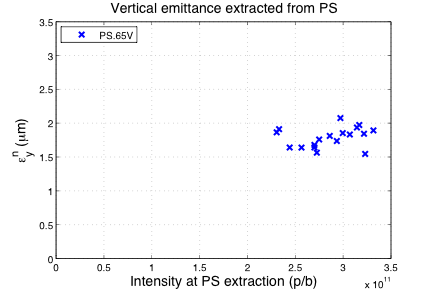 Vertical emittance extracted from PS
3.5
PS.65V
3
2.5
2
1.5
1
0.5
0
εyn (μm)
0 0.5 1 1.5 2 2.5 3 3.5
x 10^11
Intensity at PS extraction (p/b)